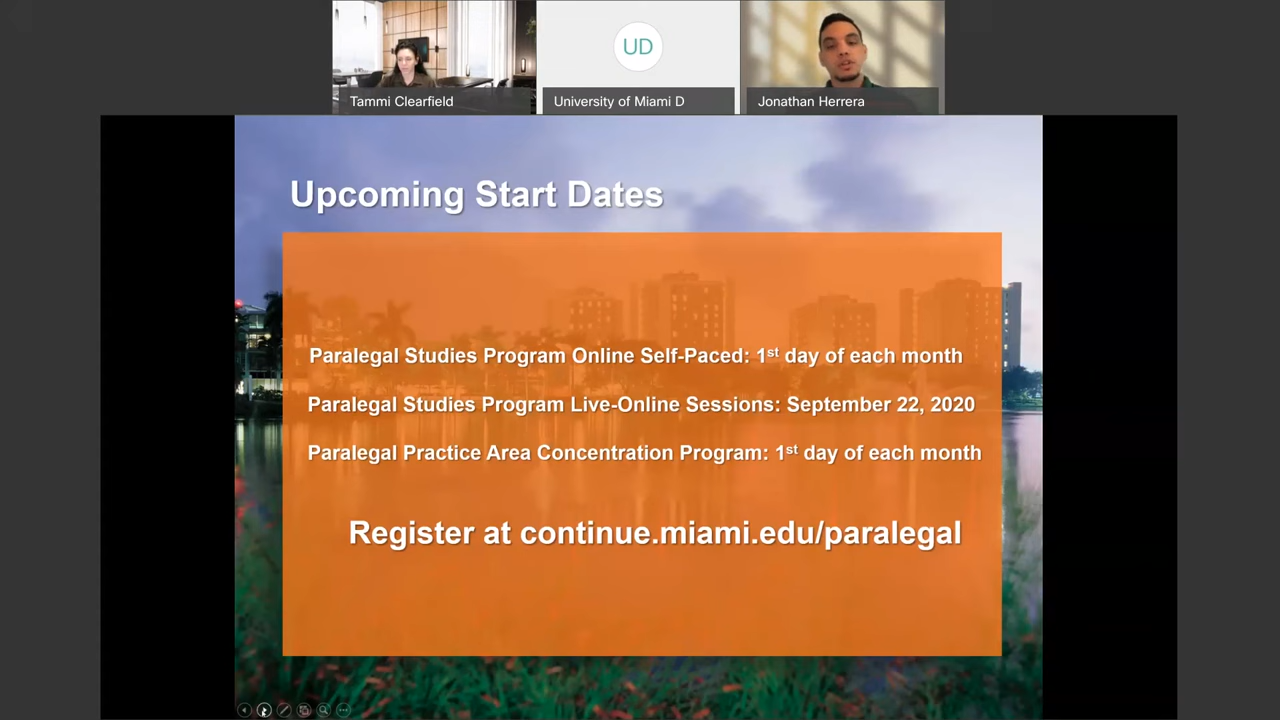 UD
Tammi Clearfield
University of Miami D
Jonathan Herrera
Upcoming Start Dates
Paralegal Studies Program Online Self-Paced: 1st day of each month
Paralegal Studies Program Live-Online Sessions: September 22, 2020
Paralegal Practice Area Concentration Program: 1st day of each month
Register at continue.miami.edu/paralegal